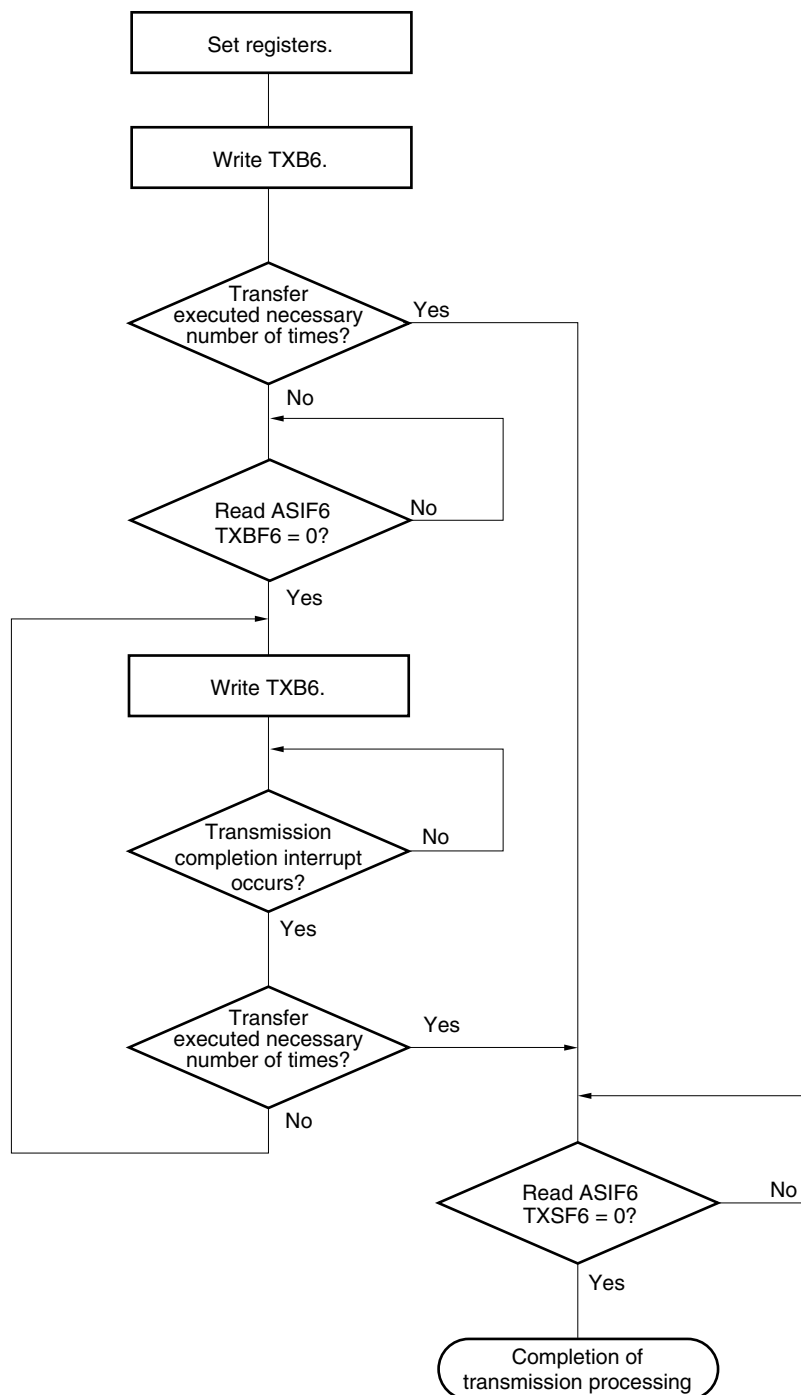 Set registers.
Write TXB6.
Transfer
executed necessary
number of times?
Yes
No
Read ASIF6
TXBF6 = 0?
No
Yes
Write TXB6.
Transmission
completion interrupt
occurs?
No
Yes
Transfer
executed necessary
number of times?
Yes
No
Read ASIF6
TXSF6 = 0?
No
Yes
Completion of
transmission processing